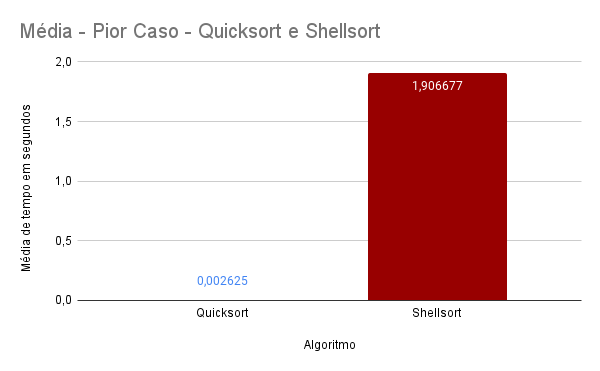 Média - Pior Caso - Quicksort e Shellsort
Média de tempo em segundos
2,0
1,5
1,0
0,5
0,0
1,906677
0,002625
Quicksort
Shellsort
Algoritmo